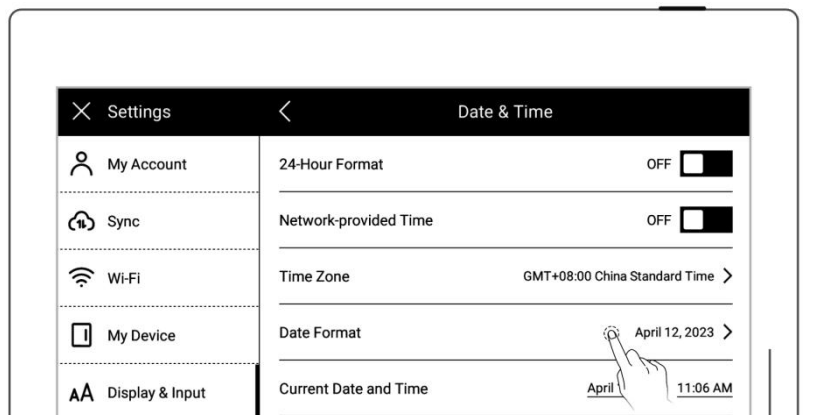 Settings
Date & Time
My Account
24-Hour Format
OFF
Sync
Network-provided Time
OFF
Wi-Fi
Time Zone
GMT+08:00 China Standard Time
My Device
Date Format
April 12, 2023
Display & Input
Current Date and Time
April
11:06 AM